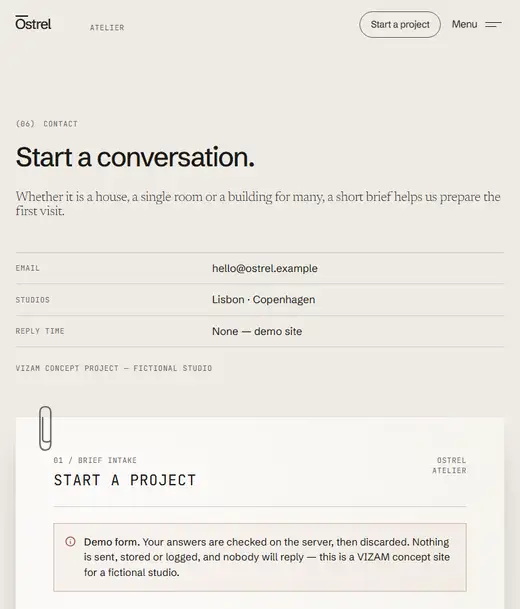 Ostrel
ATELIER
Start a project
Menu
(06) CONTACT
Start a conversation.
Whether it is a house, a single room or a building for many, a short brief helps us prepare the
first visit.
EMAIL
hello@ostrel.example
STUDIOS
Lisbon · Copenhagen
REPLY TIME
None — demo site
VIZAM CONCEPT PROJECT — FICTIONAL STUDIO
01 / BRIEF INTAKE
START A PROJECT
OSTREL
ATELIER
Demo form. Your answers are checked on the server, then discarded. Nothing
is sent, stored or logged, and nobody will reply — this is a VIZAM concept site
for a fictional studio.